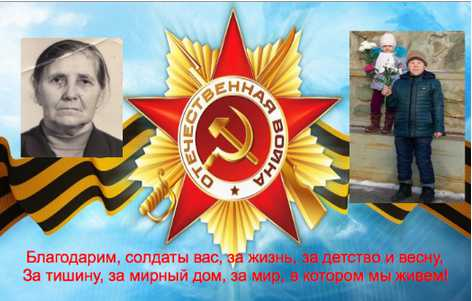 ОТЕЧЕСТВЕННАЯ ВОЙНА
Благодарим, солдаты вас, за жизнь, за детство и весну,
За тишину, за мирный дом, за мир, в котором мы живем!